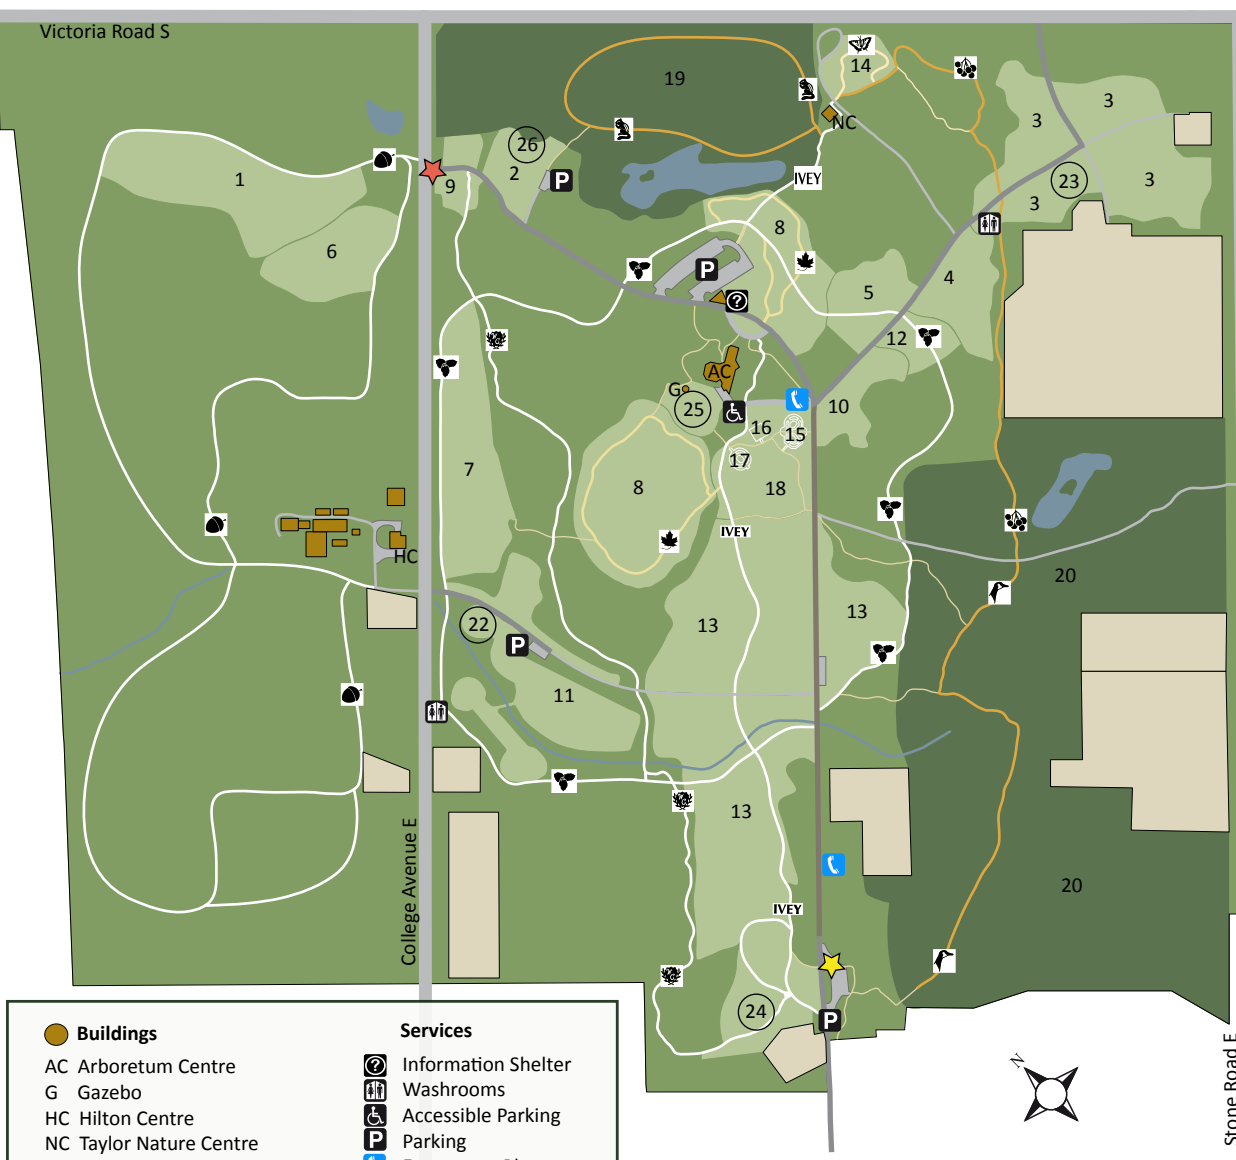 Victoria Road S
19
14
NC
3
3
3
3
23
26
2
P
9
1
6
IVEY
8
P
?
5
4
12
AC
G
25
10
16
15
17
18
7
8
IVEY
HC
20
22
P
13
13
11
13
College Avenue E
20
IVEY
24
P
N
Stone Road E
Buildings
AC Arboretum Centre
G Gazebo
HC Hilton Centre
NC Taylor Nature Centre
Services
? Information Shelter
Washrooms
Accessible Parking
P Parking